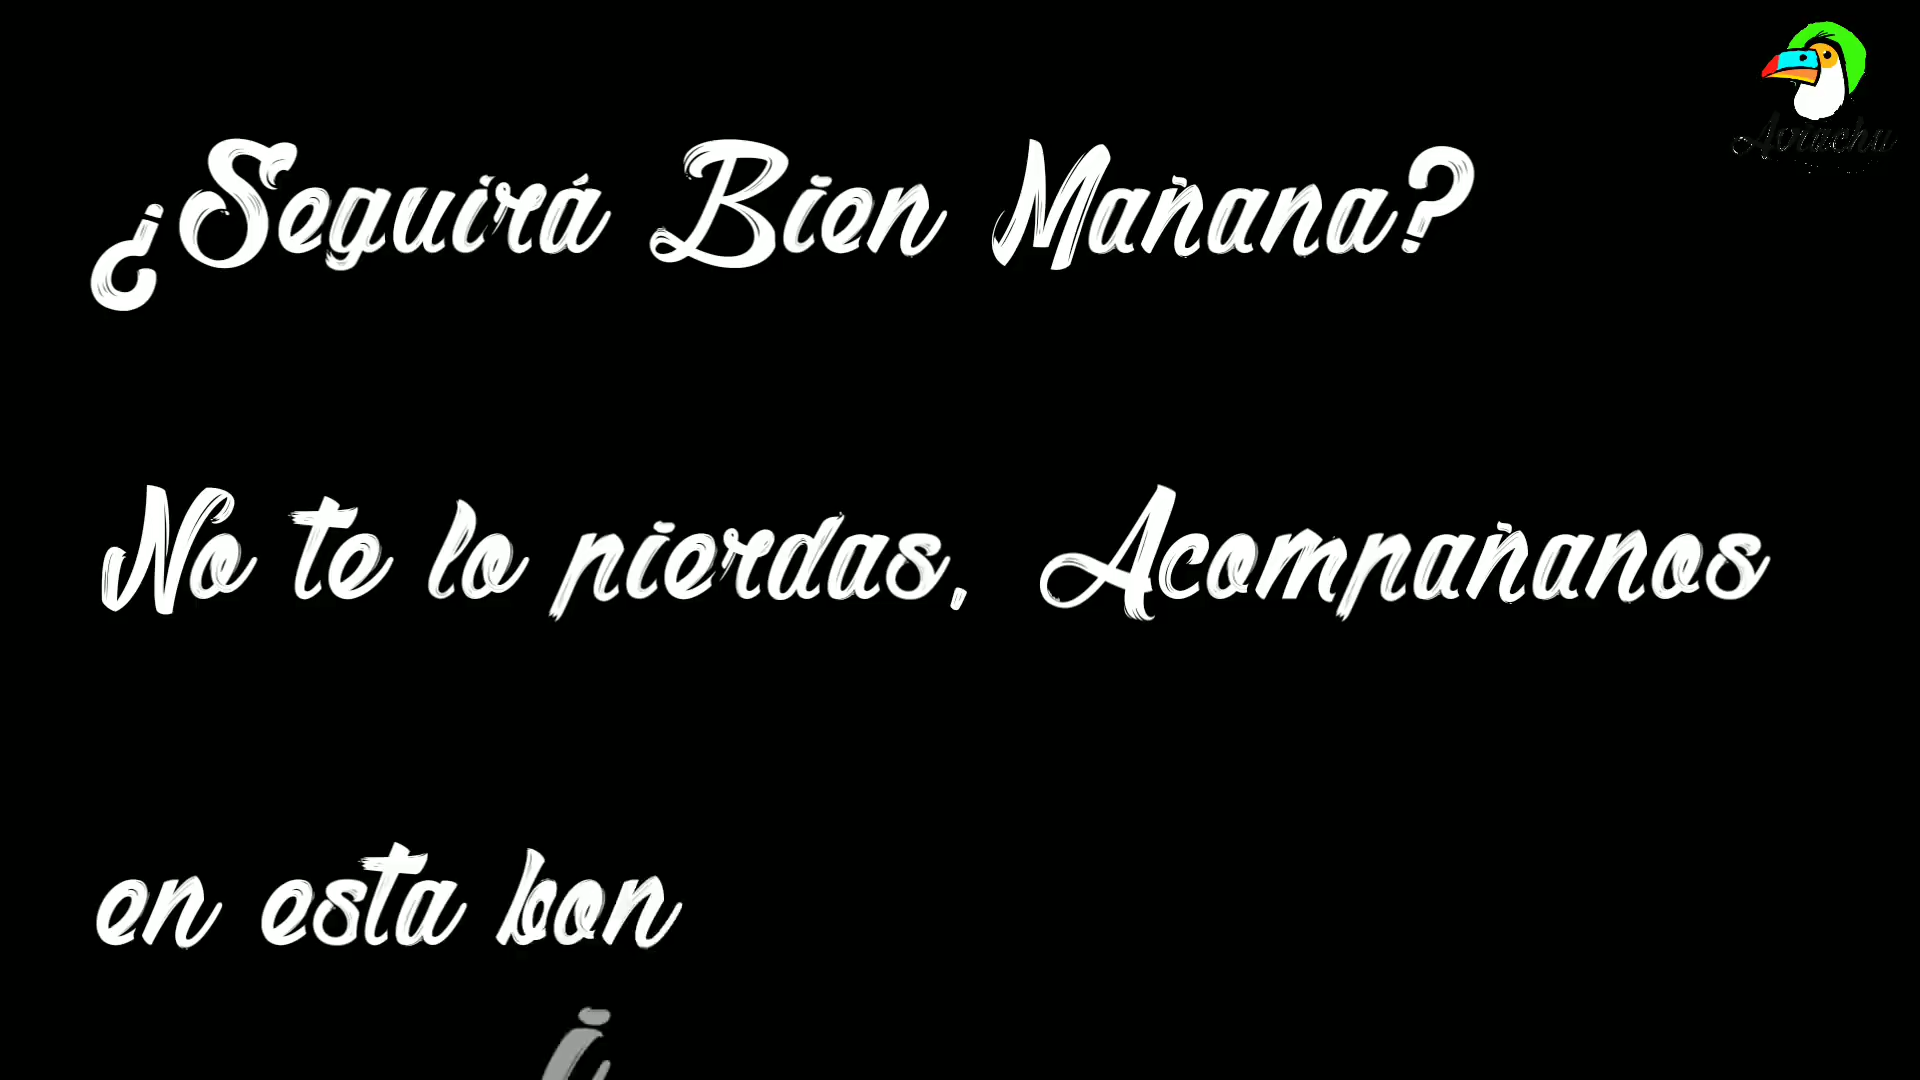 ¿Seguirá Bien Mañana?
No te lo pierdas, Acompañanos
en esta bon